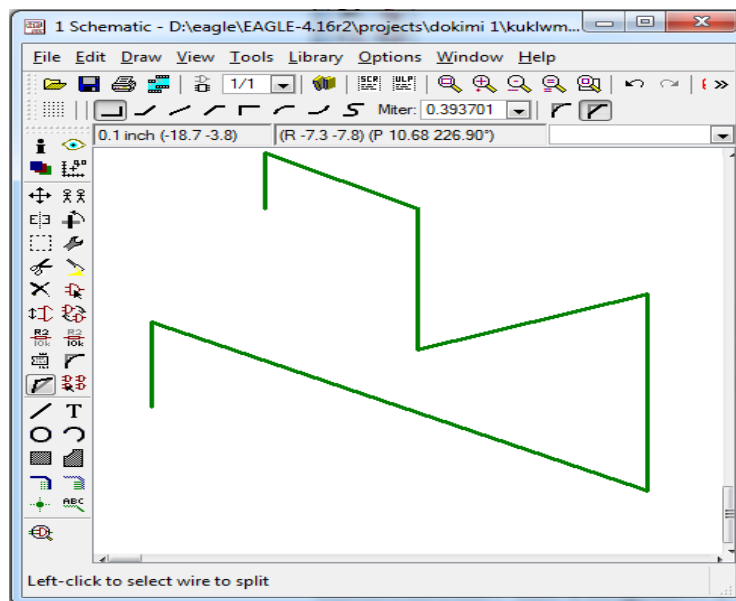 1 Schematic - D:\eagle\EAGLE-4.16r2\projects\dokimi 1\kuklwm...
File Edit Draw View Tools Library Options Window Help
1/1 SCR ULP
Miter: 0.393701
0.1 inch (-18.7 -3.8) (R -7.3 -7.8) (P 10.68 226.90°)
R2 R2
10k 10k
T
ABC
Left-click to select wire to split